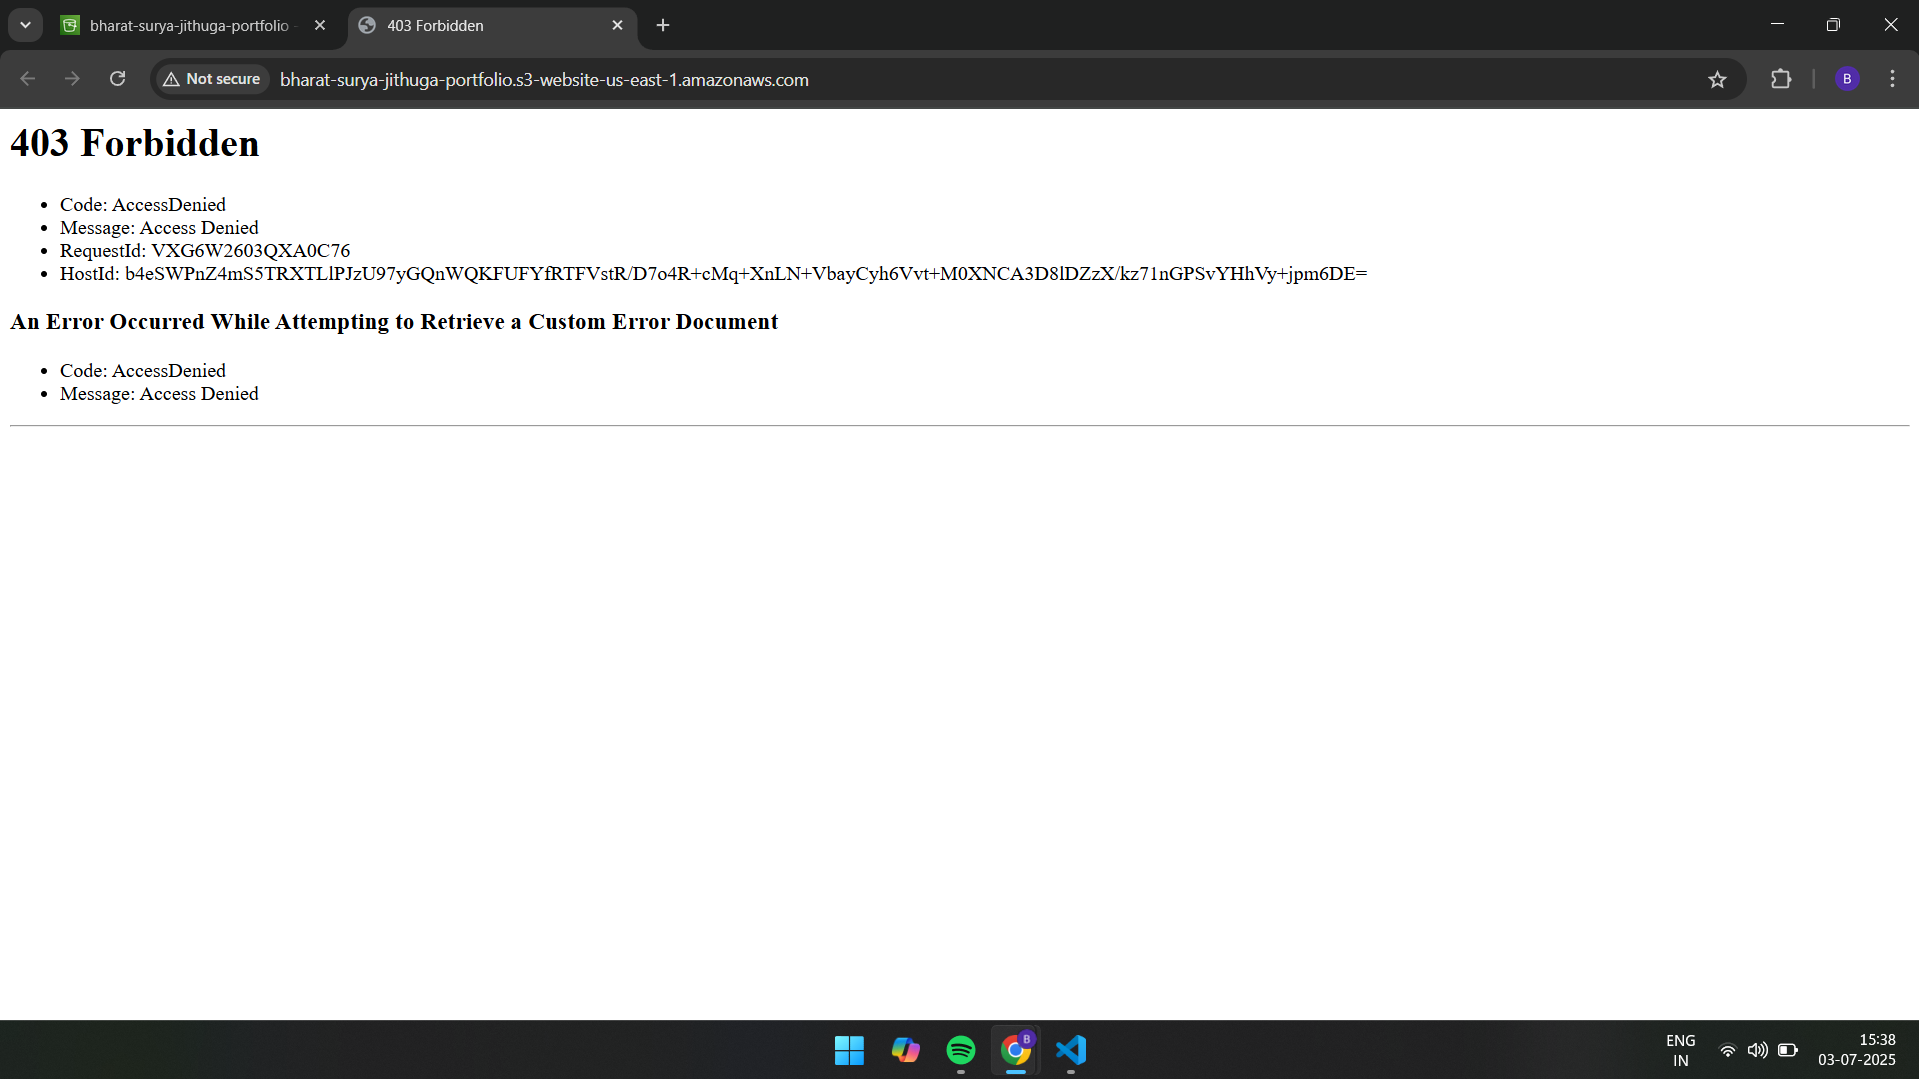 bharat-surya-jithuga-portfolio -
403 Forbidden
Not secure
bharat-surya-jithuga-portfolio.s3-website-us-east-1.amazonaws.com
B
403 Forbidden
• Code: AccessDenied
• Message: Access Denied
• RequestId: VXG6W2603QXA0C76
• HostId: b4eSWPnZ4mS5TRXTLlPJzU97yGQnWQKFUFYfRTFVstR/D7o4R+cMq+XnLN+VbayCyh6Vvt+M0XNCA3D8lDZzX/kz71nGPSvYHhVy+jpm6DE=
An Error Occurred While Attempting to Retrieve a Custom Error Document
• Code: AccessDenied
• Message: Access Denied
B
ENG
IN
15:38
03-07-2025